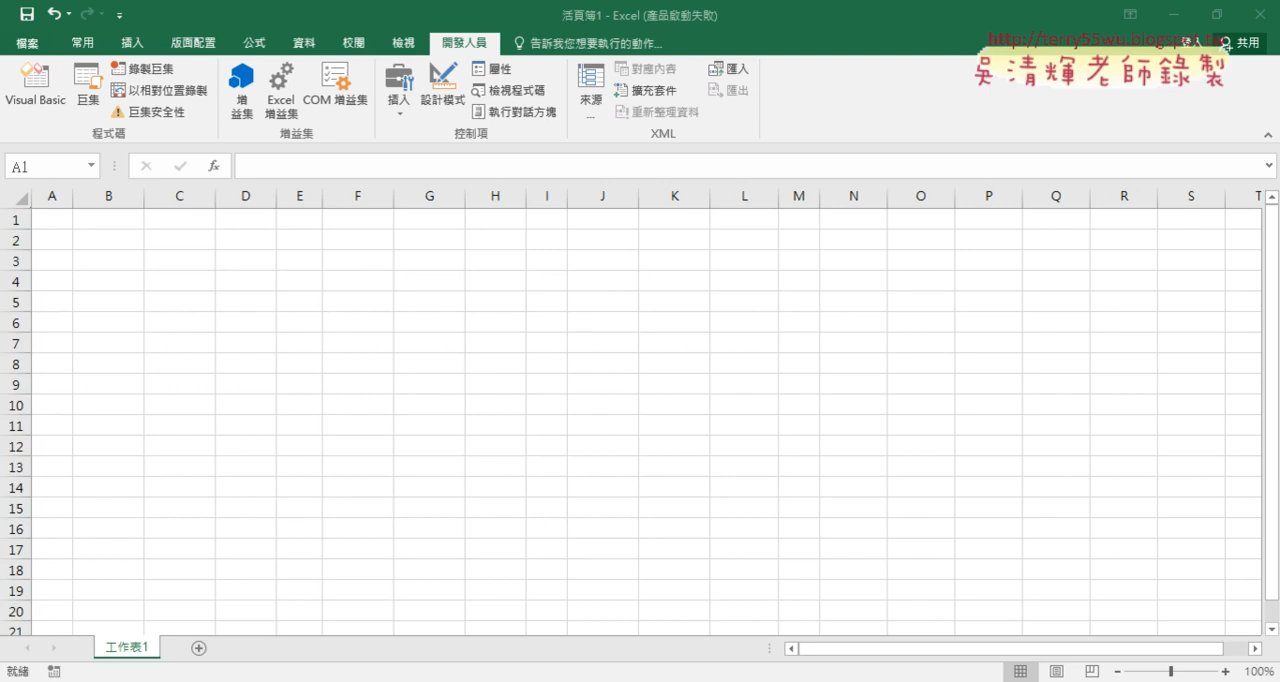 活頁簿1 - Excel (產品啟動失敗)
http://terry55wu.blogspot.tw
吳清輝老師錄製
檔案 常用 插入 版面配置 公式 資料 校閱 檢視 開發人員 告訴我您想要執行的動作... 共用
Visual Basic 巨集 錄製巨集 以相對位置錄製 巨集安全性
增益集 Excel 增益集 COM 增益集
插入 設計模式 屬性 檢視程式碼 執行對話方塊
來源... 對應內容 擴充套件 重新整理資料 匯入 匯出
程式碼 增益集 控制項 XML
A1 fx
A B C D E F G H I J K L M N O P Q R S T
1
2
3
4
5
6
7
8
9
10
11
12
13
14
15
16
17
18
19
20
21
工作表1
就緒 100%